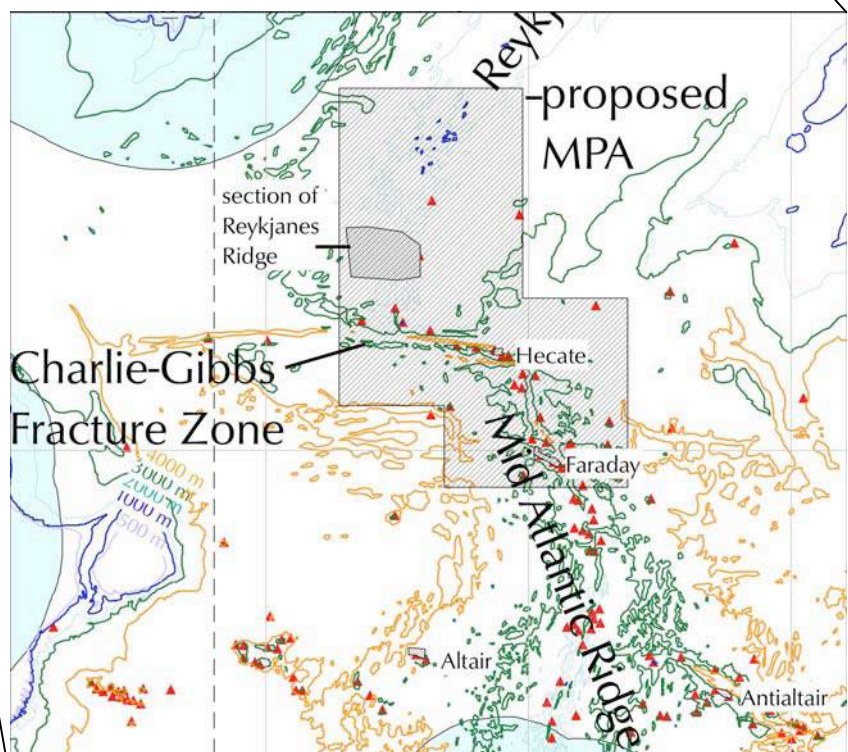 Reykj
proposed
MPA
section of
Reykjanes
Ridge
Charlie-Gibbs
Fracture Zone
Hecate
Mid Atlantic Ridge
Faraday
4000 m
3000 m
2000 m
1000 m
500 m
Altair
Antialtair